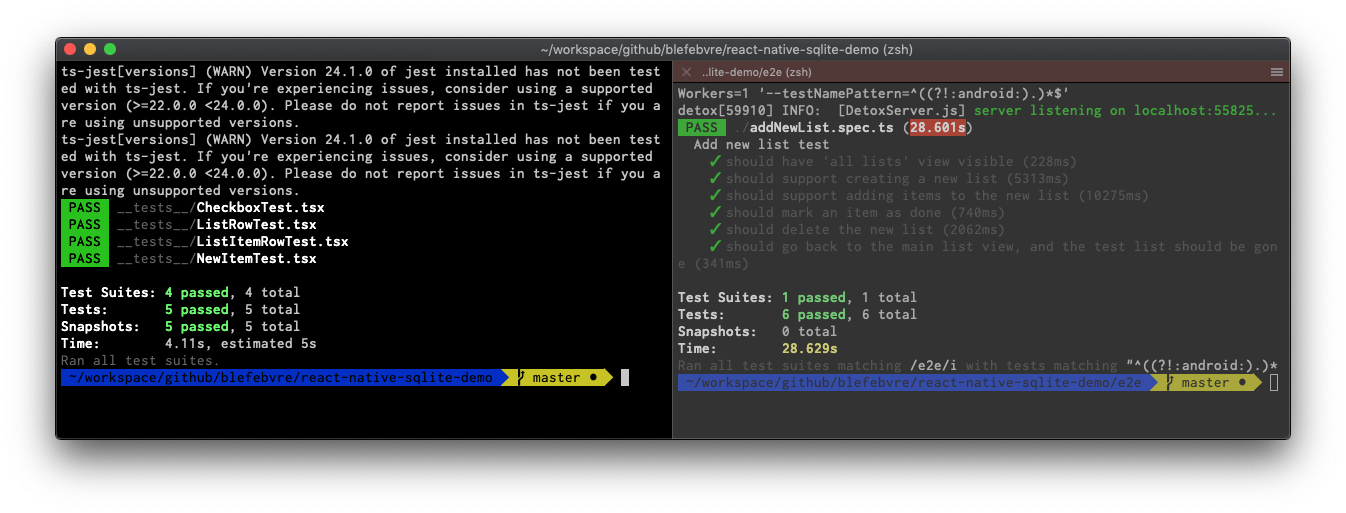 ~/workspace/github/blefebvre/react-native-sqlite-demo (zsh)
ts-jest[versions] (WARN) Version 24.1.0 of jest installed has not been test
ed with ts-jest. If you're experiencing issues, consider using a supported
version (>=22.0.0 <24.0.0). Please do not report issues in ts-jest if you a
re using unsupported versions.
ts-jest[versions] (WARN) Version 24.1.0 of jest installed has not been test
ed with ts-jest. If you're experiencing issues, consider using a supported
version (>=22.0.0 <24.0.0). Please do not report issues in ts-jest if you a
re using unsupported versions.
PASS __tests__/CheckboxTest.tsx
PASS __tests__/ListRowTest.tsx
PASS __tests__/ListItemRowTest.tsx
PASS __tests__/NewItemTest.tsx
Test Suites: 4 passed, 4 total
Tests: 5 passed, 5 total
Snapshots: 5 passed, 5 total
Time: 4.11s, estimated 5s
Ran all test suites.
~/workspace/github/blefebvre/react-native-sqlite-demo master ●
..lite-demo/e2e (zsh)
Workers=1 '--testNamePattern=^((?!:android:).)*$'
detox[59910] INFO: [DetoxServer.js] server listening on localhost:55825...
PASS ./addNewList.spec.ts (28.601s)
Add new list test
✓ should have 'all lists' view visible (228ms)
✓ should support creating a new list (5313ms)
✓ should support adding items to the new list (10275ms)
✓ should mark an item as done (740ms)
✓ should delete the new list (2062ms)
✓ should go back to the main list view, and the test list should be gon
e (341ms)
Test Suites: 1 passed, 1 total
Tests: 6 passed, 6 total
Snapshots: 0 total
Time: 28.629s
Ran all test suites matching /e2e/i with tests matching "^((?!:android:).)*
~/workspace/github/blefebvre/react-native-sqlite-demo/e2e master ●